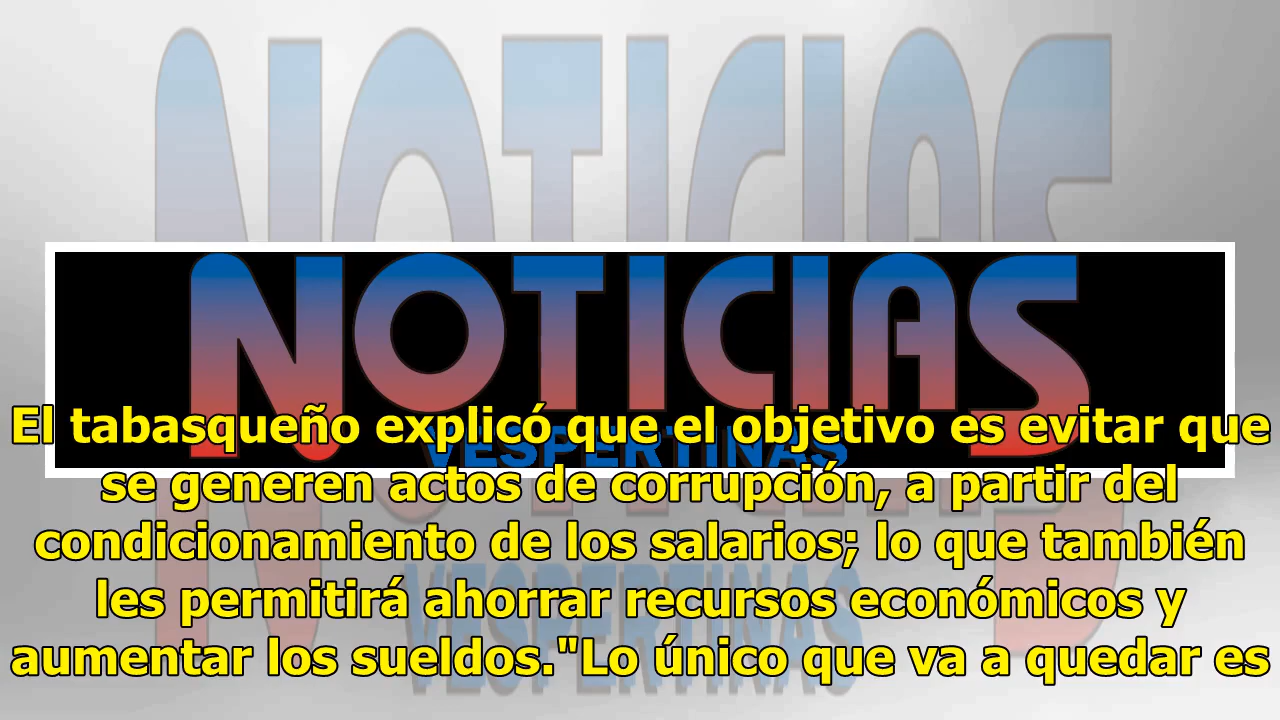 NOTICIAS
VESPERTINAS
NOTICIAS
VESPERTINAS
El tabasqueño explicó que el objetivo es evitar que
se generen actos de corrupción, a partir del
condicionamiento de los salarios; lo que también
les permitirá ahorrar recursos económicos y
aumentar los sueldos."Lo único que va a quedar es